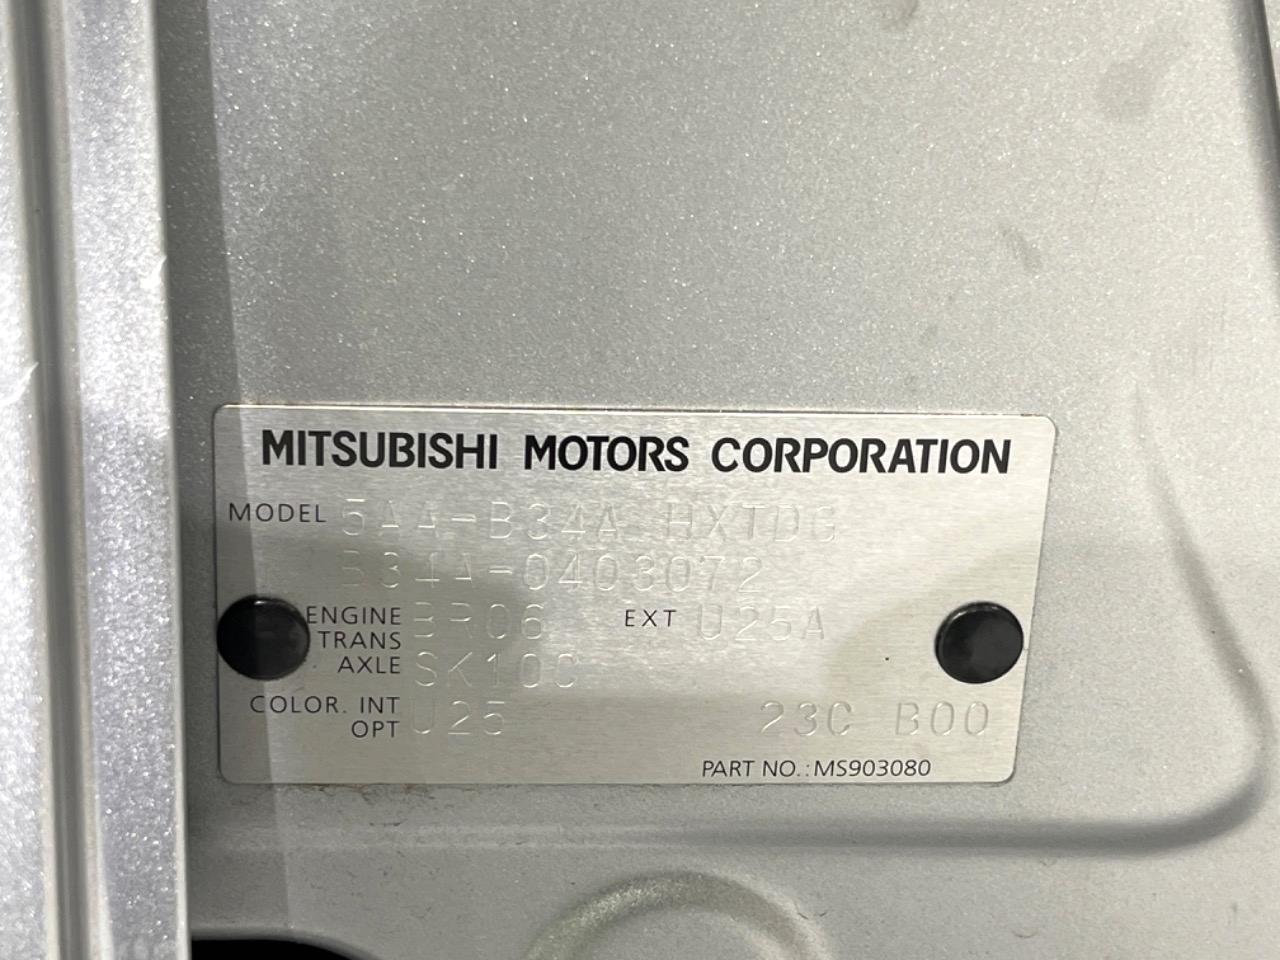 MITSUBISHI MOTORS CORPORATION
MODEL 5AA-B34A HXTDG
B34A-0403072
ENGINE BR06 EXT U25A
TRANS
AXLE SK10C
COLOR. INT
OPT U25 23C B00
PART NO.: MS903080